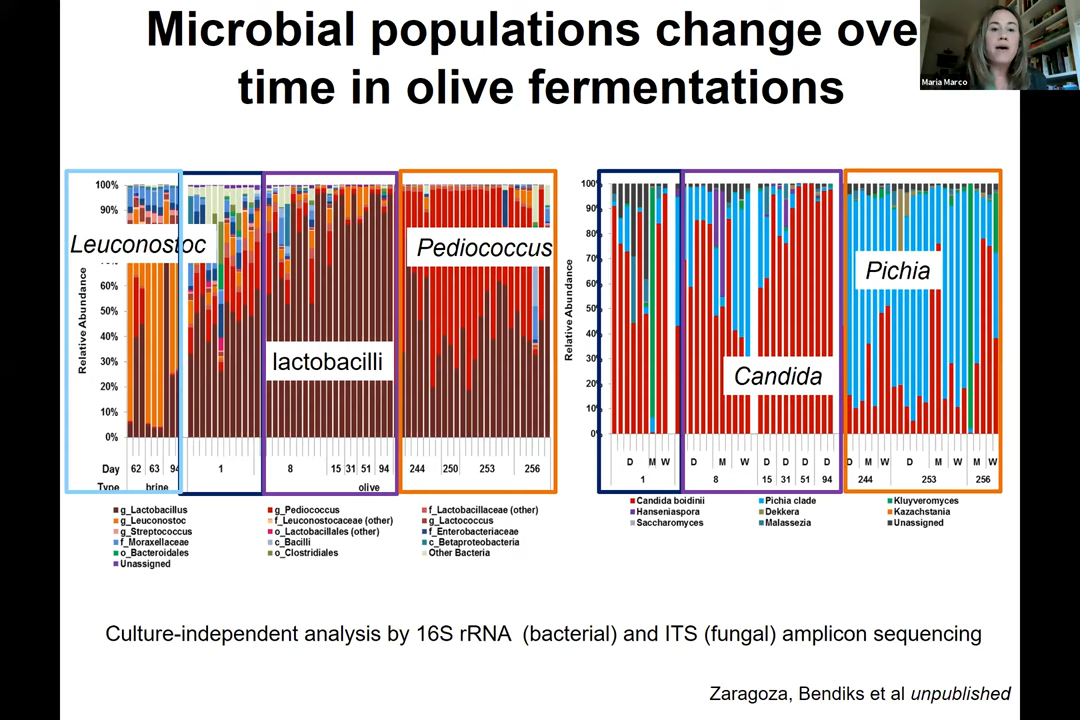 Microbial populations change ove
time in olive fermentations
Maria Marco
100%
90%
Leuconostoc
60%
50%
40%
30%
20%
10%
0%
Relative Abundance
lactobacilli
Pediococcus
Day 62 63 94 1 8 15 31 51 94 244 250 253 256
Type brine olive
g_Lactobacillus g_Pediococcus f_Lactobacillaceae (other)
g_Leuconostoc f_Leuconostocaceae (other) g_Lactococcus
g_Streptococcus o_Lactobacillales (other) f_Enterobacteriaceae
f_Moraxellaceae c_Bacilli c_Betaproteobacteria
o_Bacteroidales o_Clostridiales Other Bacteria
Unassigned
100%
90%
80%
70%
60%
50%
40%
30%
20%
10%
0%
Relative Abundance
Pichia
Candida
D M W D M W D D D D D M W D M W M W
1 8 15 31 51 94 244 253 256
Candida boidinii Pichia clade Kluyveromyces
Hanseniaspora Dekkera Kazachstania
Saccharomyces Malassezia Unassigned
Culture-independent analysis by 16S rRNA (bacterial) and ITS (fungal) amplicon sequencing
Zaragoza, Bendiks et al unpublished